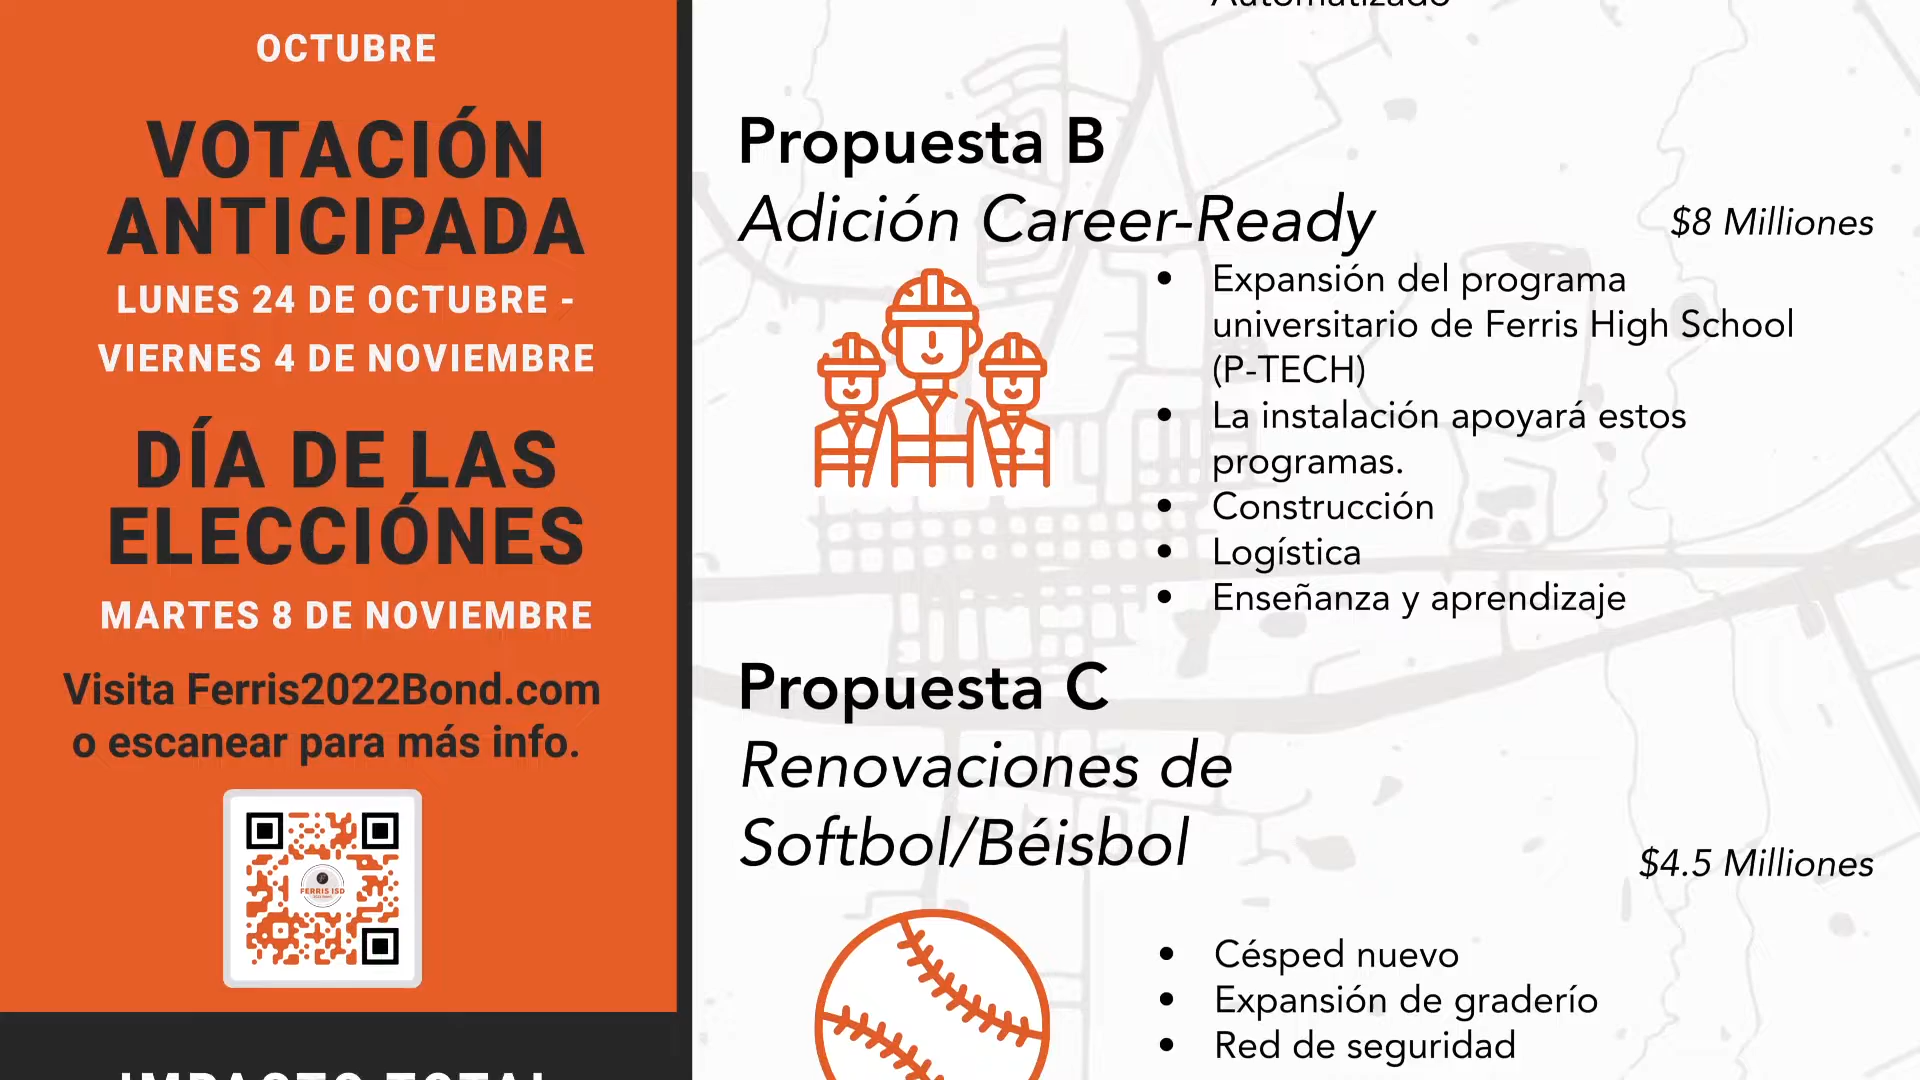 OCTUBRE
VOTACIÓN
ANTICIPADA
LUNES 24 DE OCTUBRE -
VIERNES 4 DE NOVIEMBRE
DÍA DE LAS
ELECCIÓNES
MARTES 8 DE NOVIEMBRE
Visita Ferris2022Bond.com
o escanear para más info.
FERRIS ISD
IMPACTO TOTAL
Automatizado
Propuesta B
Adición Career-Ready
$8 Milliones
• Expansión del programa
universitario de Ferris High School
(P-TECH)
• La instalación apoyará estos
programas.
• Construcción
• Logística
• Enseñanza y aprendizaje
Propuesta C
Renovaciones de
Softbol/Béisbol
$4.5 Milliones
• Césped nuevo
• Expansión de graderío
• Red de seguridad